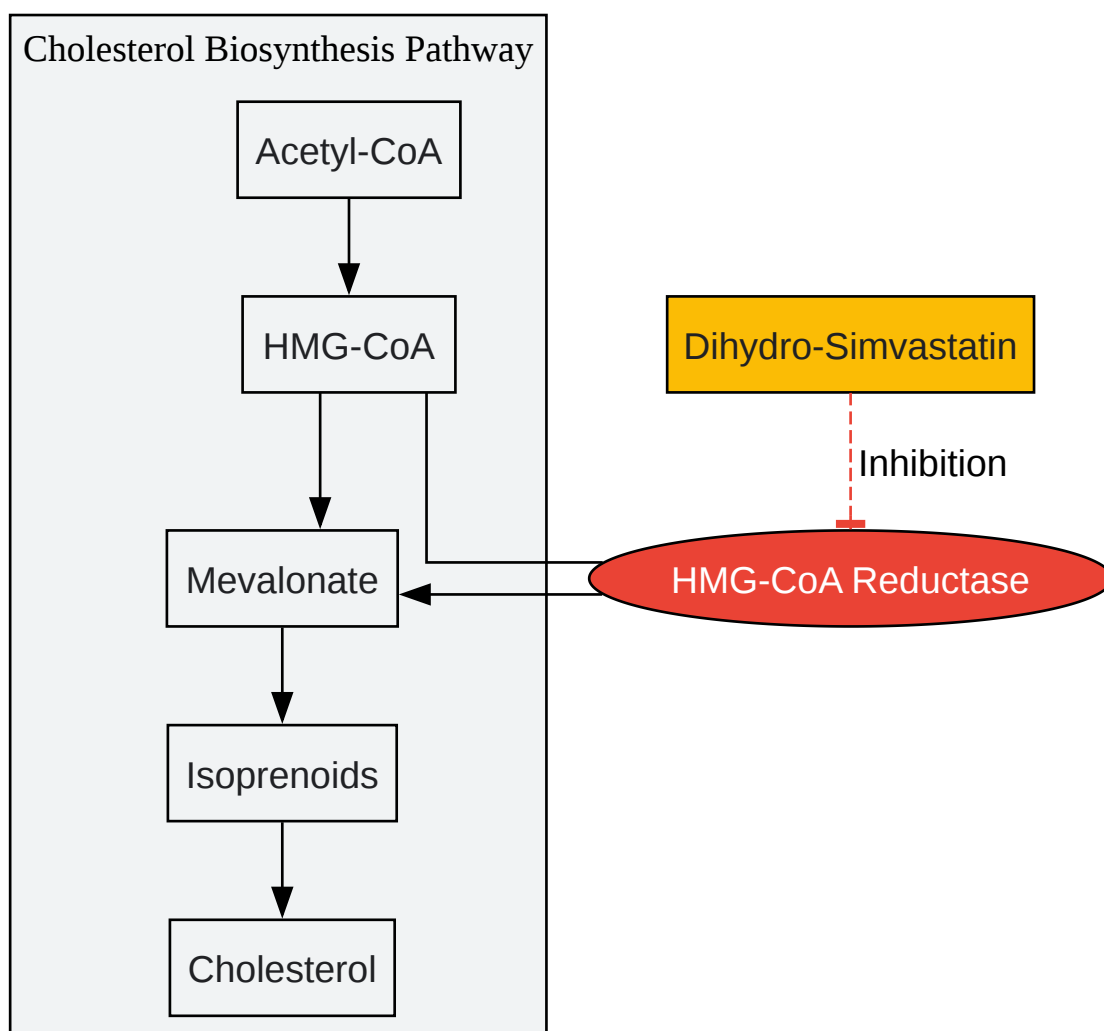 Cholesterol Biosynthesis Pathway
Acetyl-CoA
HMG-CoA
Dihydro-Simvastatin
Inhibition
Mevalonate
HMG-CoA Reductase
Isoprenoids
Cholesterol